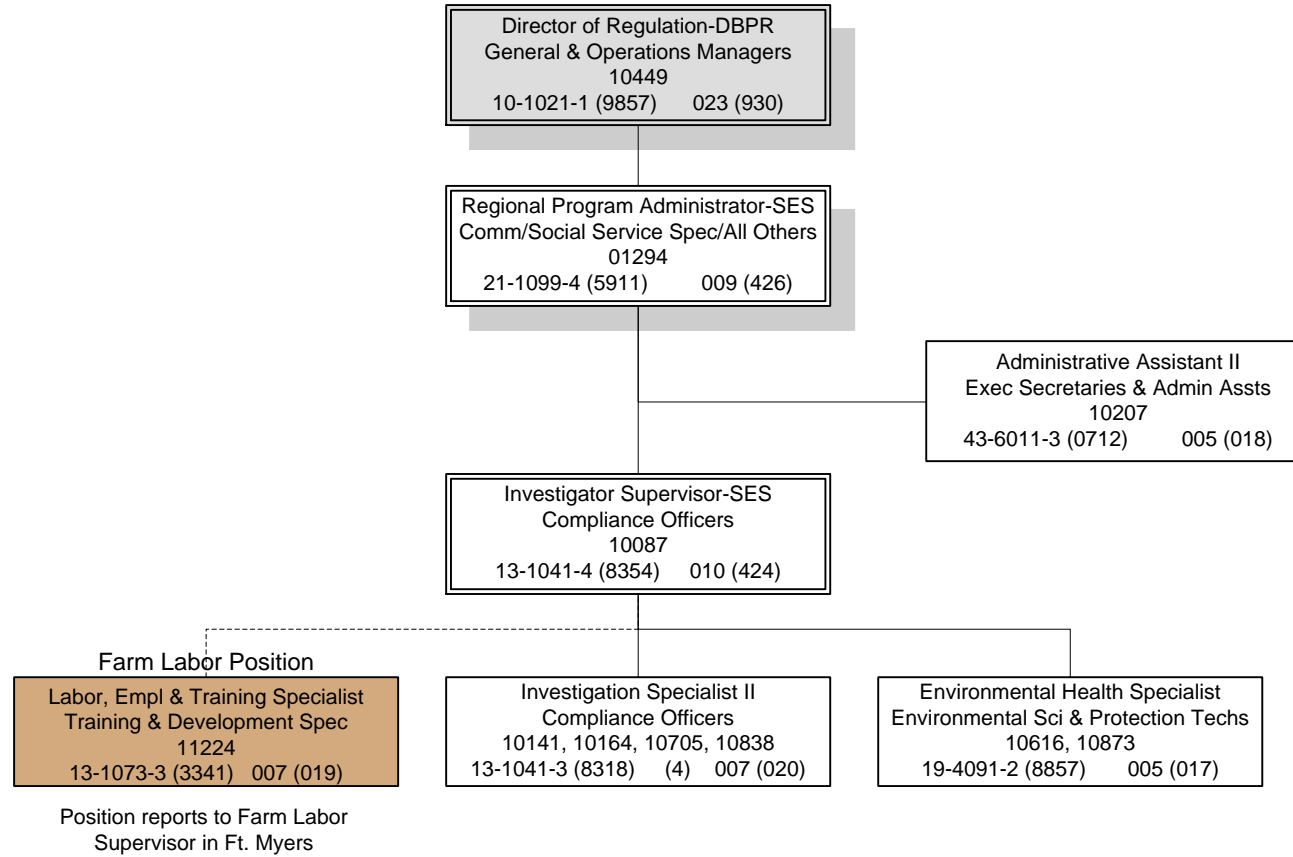 Director of Regulation-DBPR
General & Operations Managers
10449
10-1021-1 (9857) 023 (930)
Regional Program Administrator-SES
Comm/Social Service Spec/All Others
01294
21-1099-4 (5911) 009 (426)
Administrative Assistant II
Exec Secretaries & Admin Assts
10207
43-6011-3 (0712) 005 (018)
Investigator Supervisor-SES
Compliance Officers
10087
13-1041-4 (8354) 010 (424)
Farm Labor Position
Labor, Empl & Training Specialist
Training & Development Spec
11224
13-1073-3 (3341) 007 (019)
Position reports to Farm Labor
Supervisor in Ft. Myers
Investigation Specialist II
Compliance Officers
10141, 10164, 10705, 10838
13-1041-3 (8318) (4) 007 (020)
Environmental Health Specialist
Environmental Sci & Protection Techs
10616, 10873
19-4091-2 (8857) 005 (017)